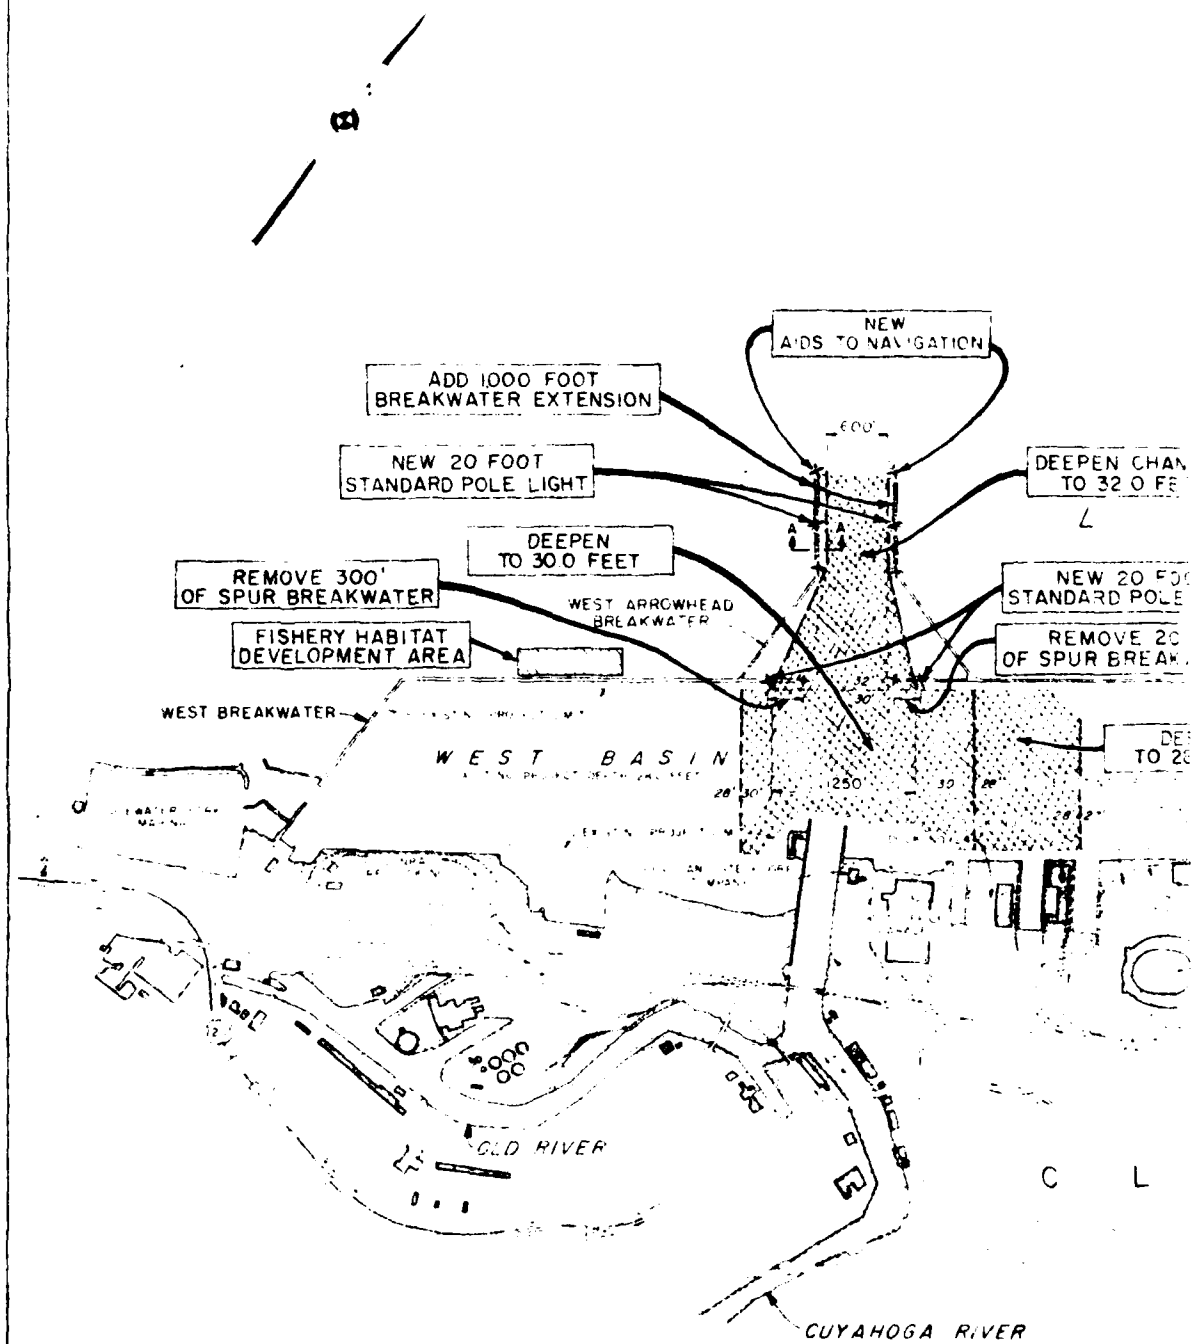 NEW
AIDS TO NAVIGATION
ADD 1000 FOOT
BREAKWATER EXTENSION
600'
NEW 20 FOOT
STANDARD POLE LIGHT
DEEPEN CHAN
TO 32.0 FE
L
A A
DEEPEN
TO 30.0 FEET
REMOVE 300'
OF SPUR BREAKWATER
NEW 20 FOO
STANDARD POLE
WEST ARROWHEAD
BREAKWATER
FISHERY HABITAT
DEVELOPMENT AREA
REMOVE 20
OF SPUR BREAK
32
30
WEST BREAKWATER
WEST BASIN
TO 28
28 30
1250
30 28
28
OLD RIVER
C L
CUYAHOGA RIVER